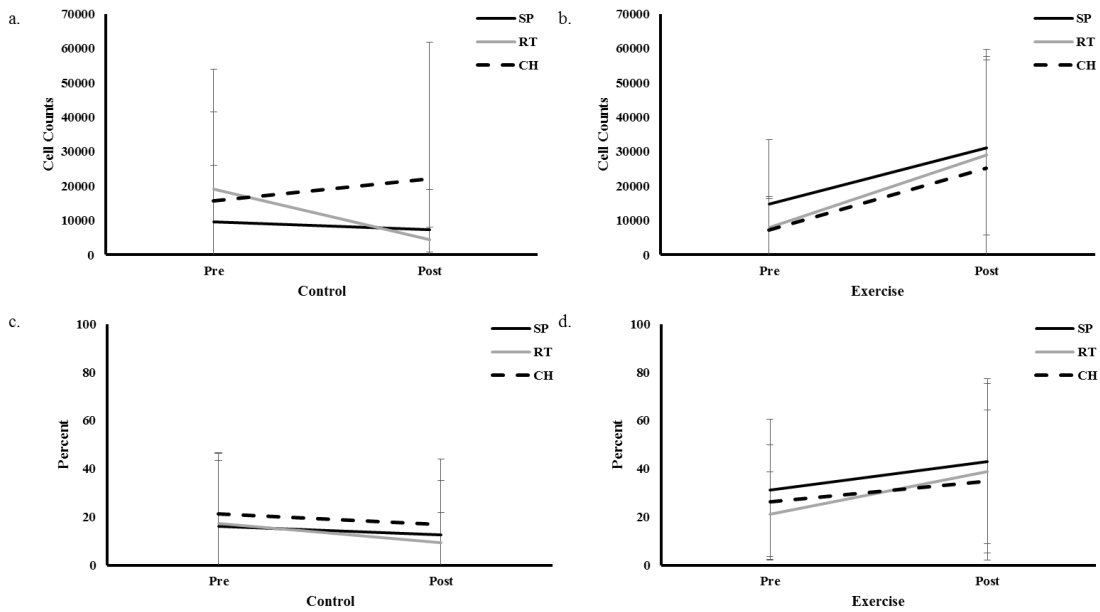 a.
70000
60000
50000
40000
30000
20000
10000
0
Cell Counts
SP
RT
CH
Pre
Post
Control
b.
70000
60000
50000
40000
30000
20000
10000
0
Cell Counts
SP
RT
CH
Pre
Post
Exercise
c.
100
80
60
40
20
0
Percent
SP
RT
CH
Pre
Post
Control
d.
100
80
60
40
20
0
Percent
SP
RT
CH
Pre
Post
Exercise